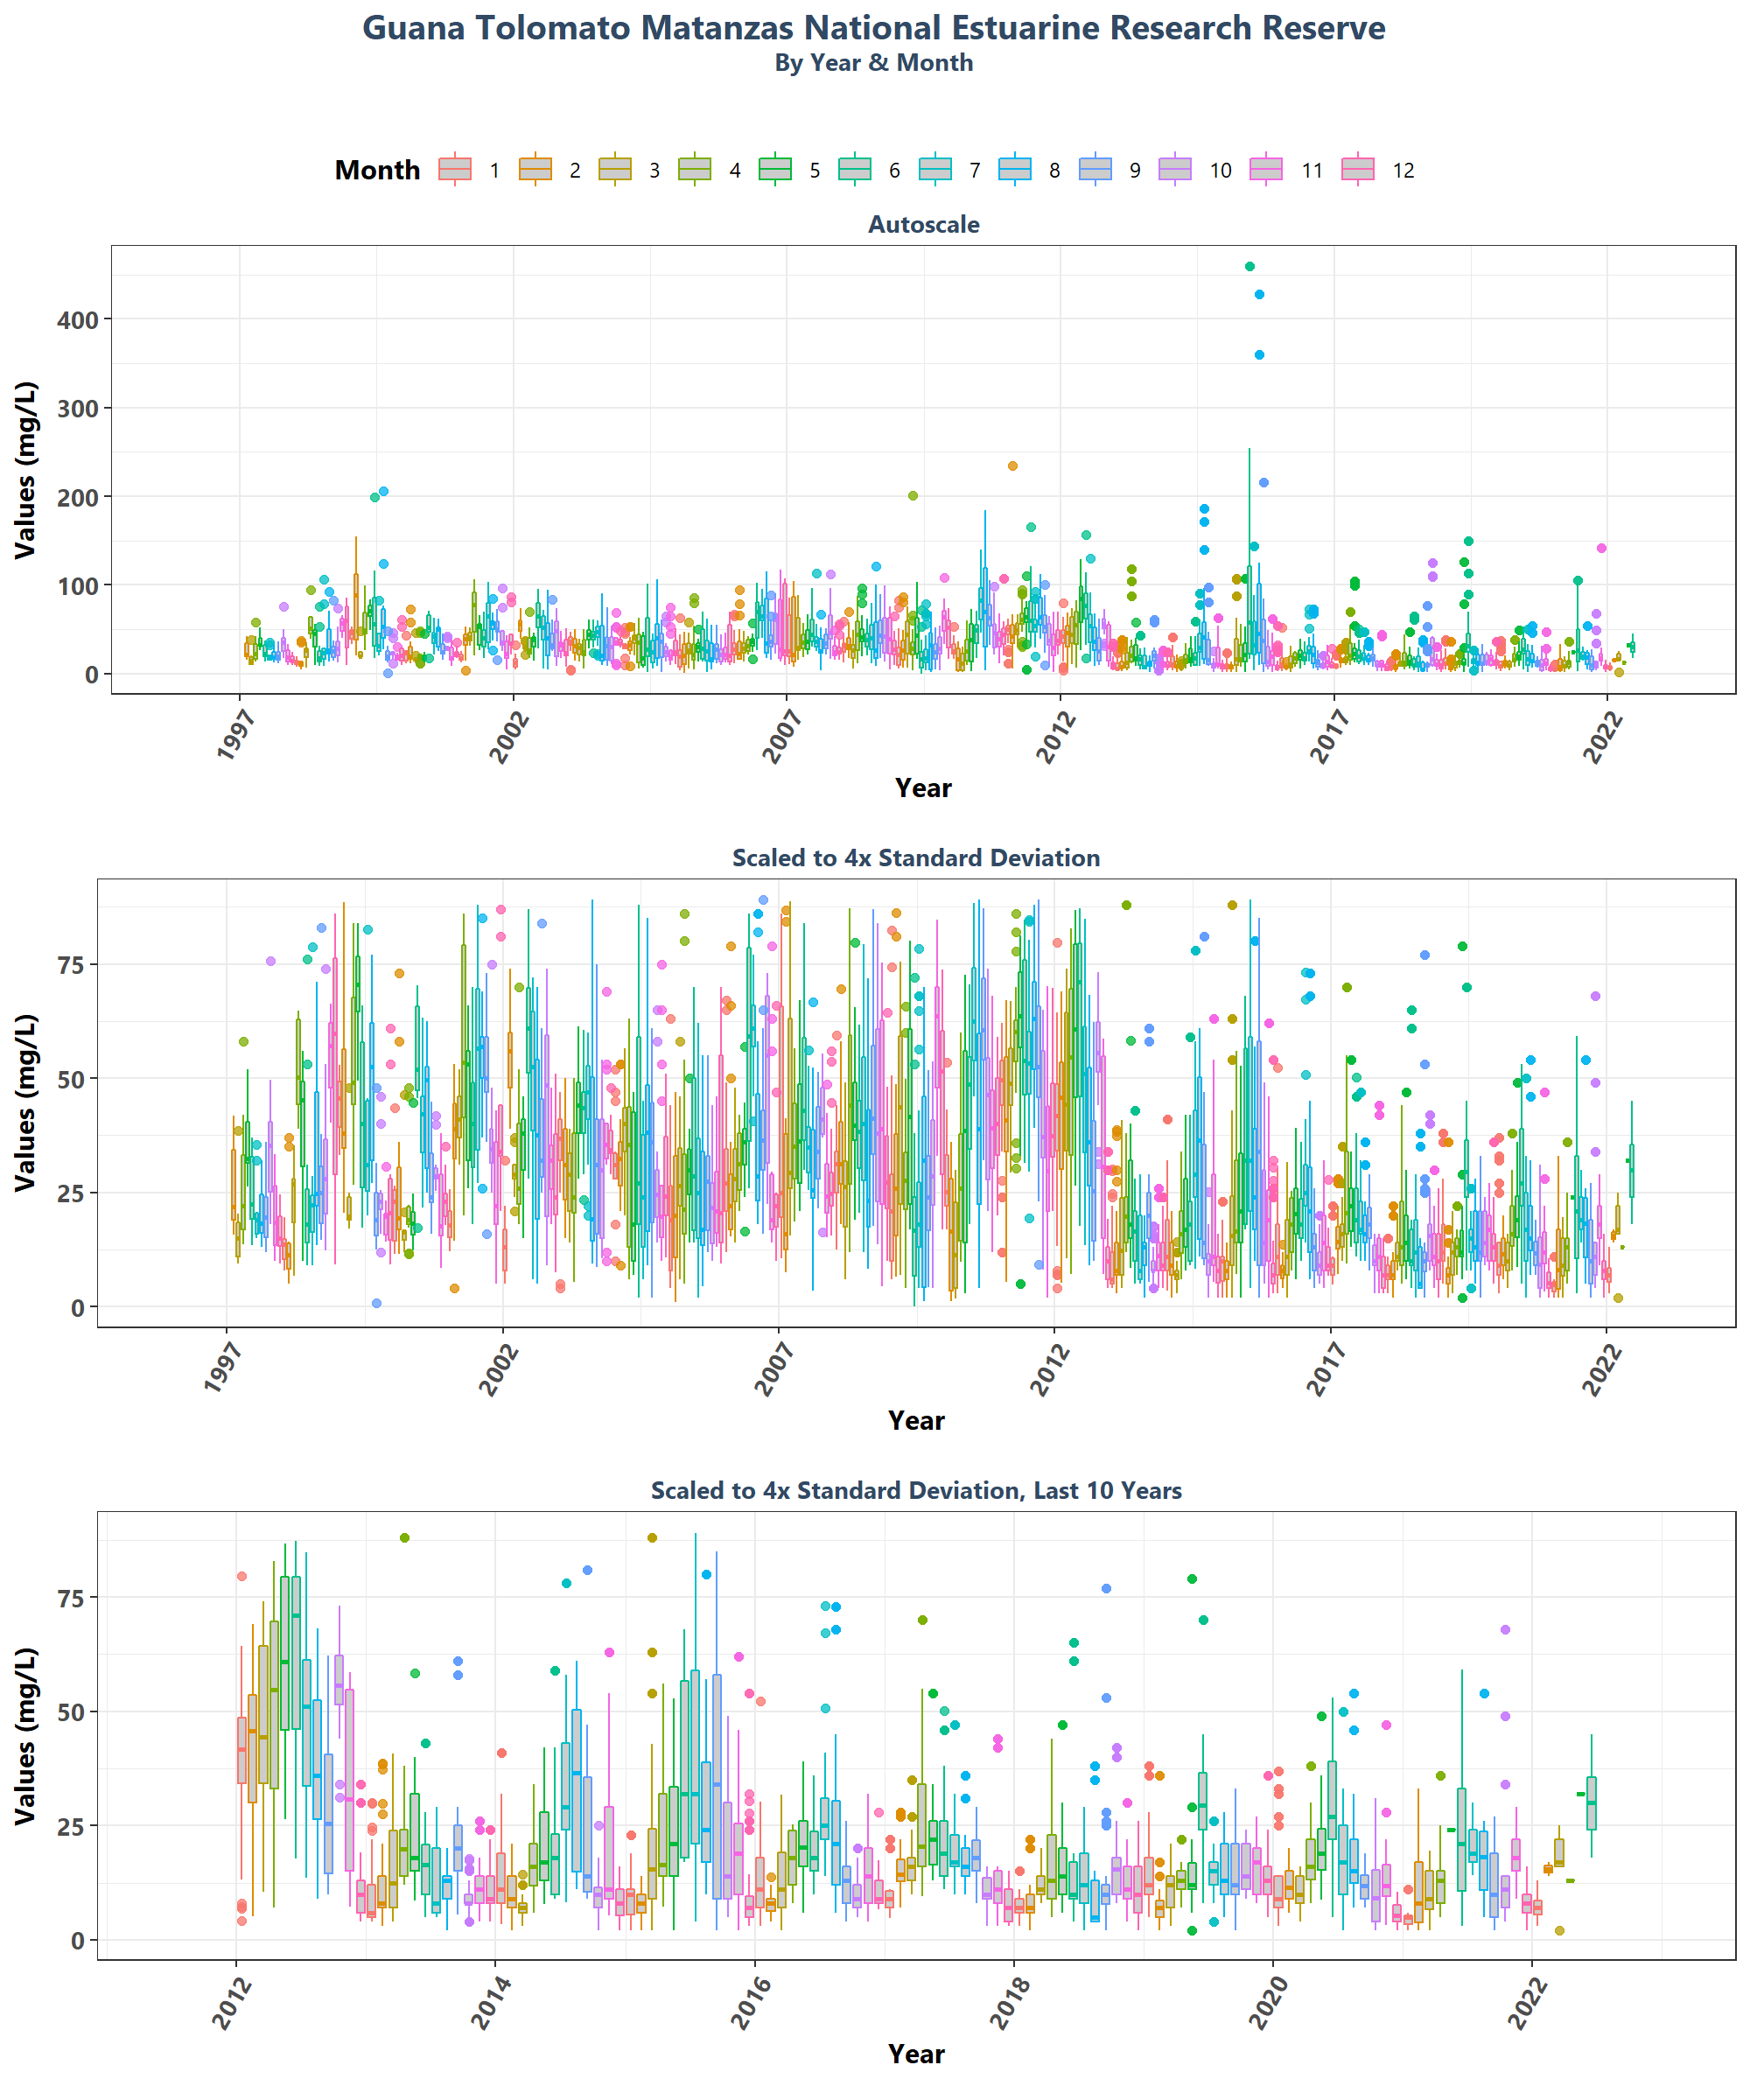 Guana Tolomato Matanzas National Estuarine Research Reserve
By Year & Month
Month 1 2 3 4 5 6 7 8 9 10 11 12
Autoscale
Values (mg/L)
400
300
200
100
0
1997 2002 2007 2012 2017 2022
Year
Scaled to 4x Standard Deviation
Values (mg/L)
75
50
25
0
1997 2002 2007 2012 2017 2022
Year
Scaled to 4x Standard Deviation, Last 10 Years
Values (mg/L)
75
50
25
0
2012 2014 2016 2018 2020 2022
Year